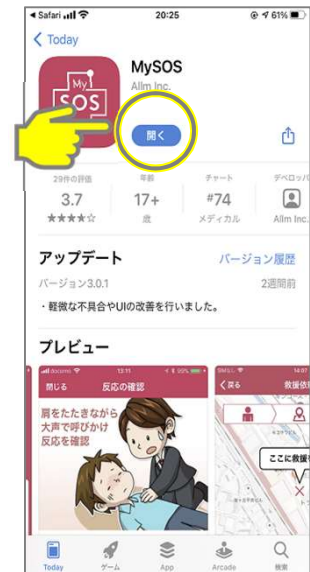 Safari
20:25
61%
Today
MySOS
Allm Inc.
My
SOS
開く
29件の評価
年齢
チャート
デベロッパ
3.7
17+
#74
歳
メディカル
Allm Inc.
アップデート
バージョン履歴
バージョン3.0.1
2週間前
・軽微な不具合やUIの改善を行いました。
プレビュー
docomo
13:11
閉じる
反応の確認
14:07
戻る
救援依
肩をたたきながら
大声で呼びかけ
反応を確認
ここに救援
Today
ゲーム
App
Arcade
検索